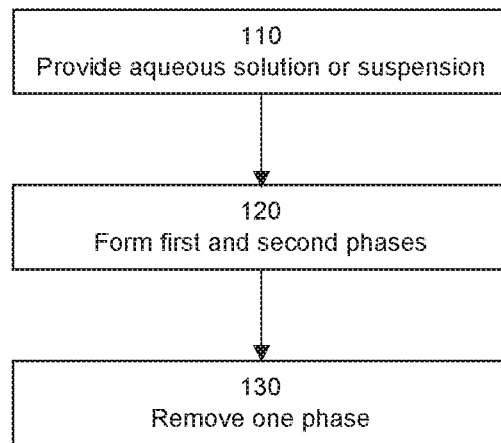 110
Provide aqueous solution or suspension
120
Form first and second phases
130
Remove one phase